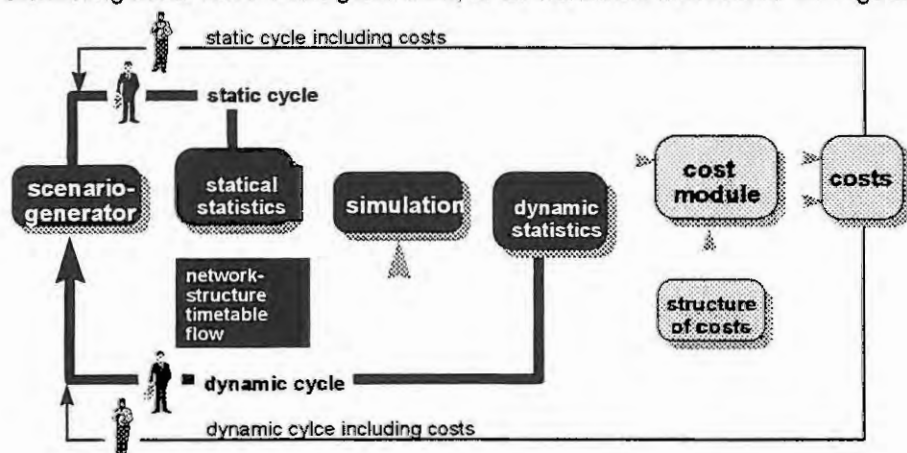 static cycle including costs
static cycle
scenario-
generator
statical
statistics
simulation
dynamic
statistics
cost
module
costs
network-
structure
timetable
flow
structure
of costs
dynamic cycle
dynamic cylce including costs